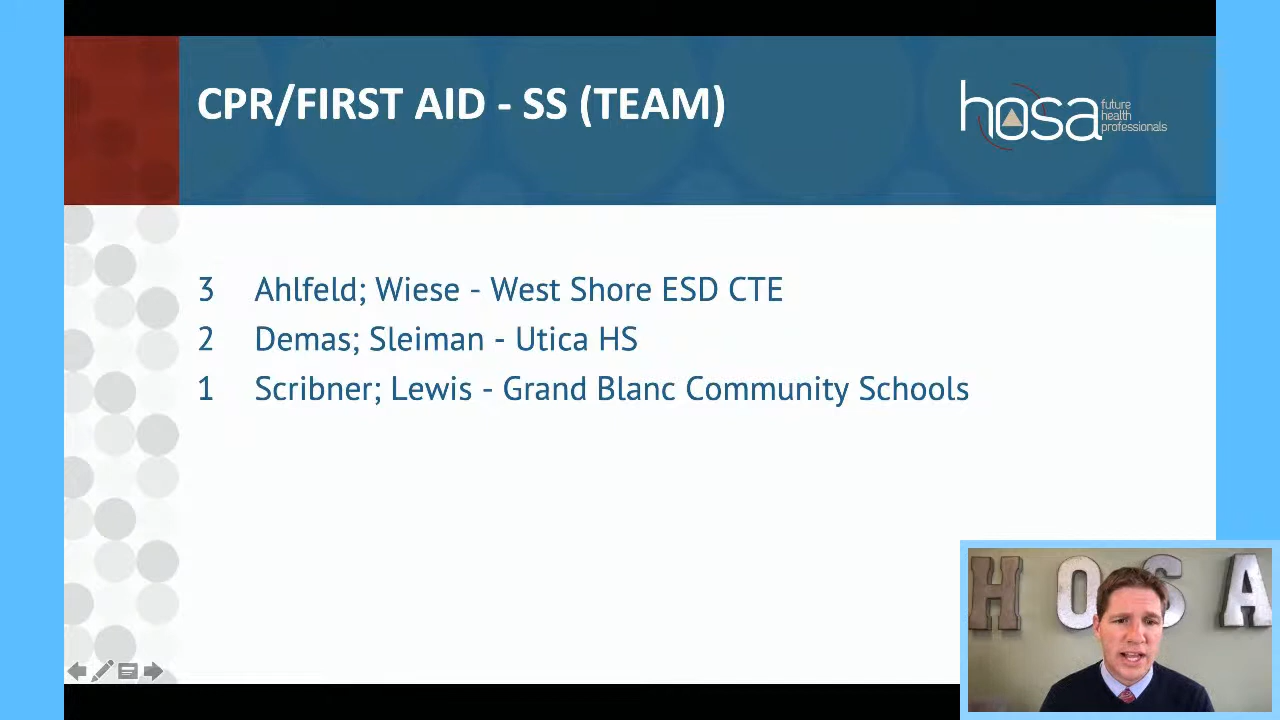 CPR/FIRST AID - SS (TEAM)
hosa
future
health
professionals
3 Ahlfeld; Wiese - West Shore ESD CTE
2 Demas; Sleiman - Utica HS
1 Scribner; Lewis - Grand Blanc Community Schools
HOSA